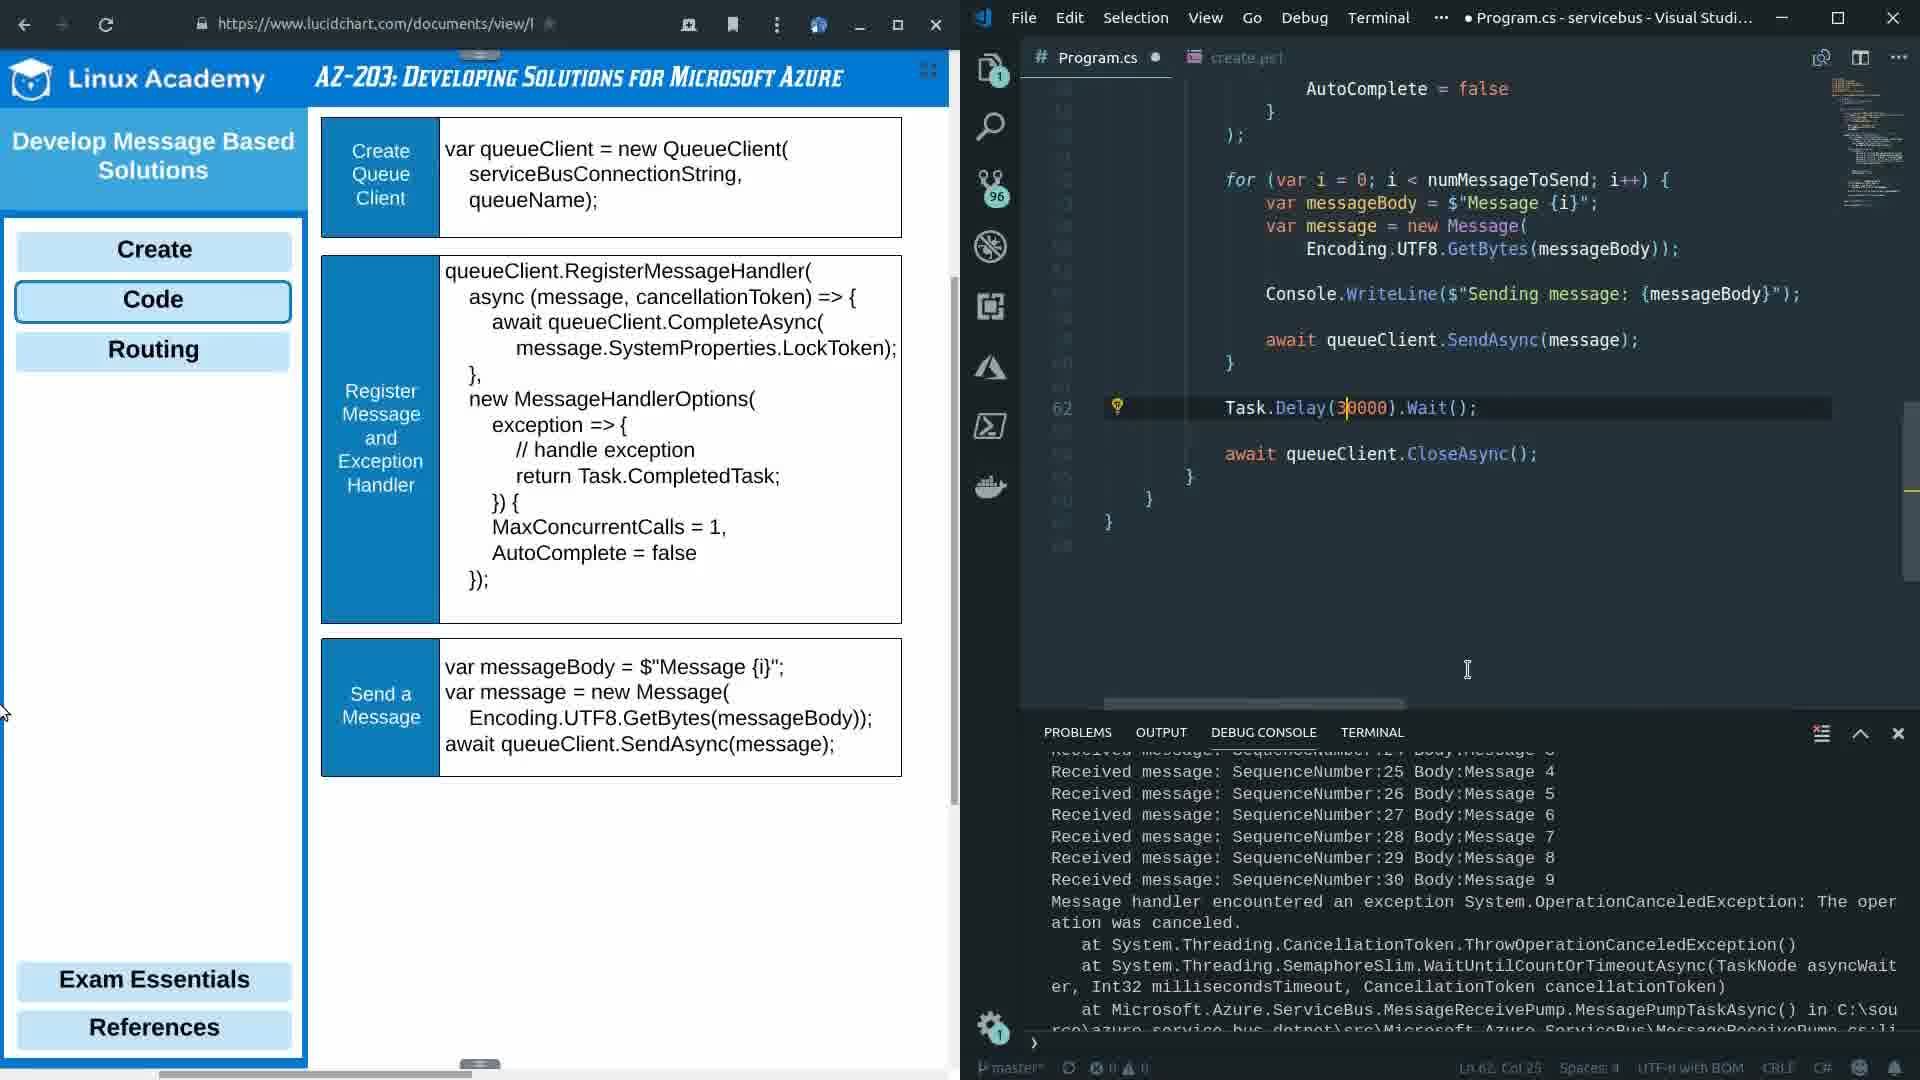 https://www.lucidchart.com/documents/view/
Linux Academy
AZ-203: Developing Solutions for Microsoft Azure
Develop Message Based
Solutions
Create
Code
Routing
Exam Essentials
References
Create
Queue
Client
var queueClient = new QueueClient(
serviceBusConnectionString,
queueName);
Register
Message
and
Exception
Handler
queueClient.RegisterMessageHandler(
async (message, cancellationToken) => {
await queueClient.CompleteAsync(
message.SystemProperties.LockToken);
},
new MessageHandlerOptions(
exception => {
// handle exception
return Task.CompletedTask;
}) {
MaxConcurrentCalls = 1,
AutoComplete = false
});
Send a
Message
var messageBody = $"Message {i}";
var message = new Message(
Encoding.UTF8.GetBytes(messageBody));
await queueClient.SendAsync(message);
File Edit Selection View Go Debug Terminal ··· ● Program.cs - servicebus - Visual Studi...
# Program.cs ● create.ps1
1
96
1
AutoComplete = false
}
);
for (var i = 0; i < numMessageToSend; i++) {
var messageBody = $"Message {i}";
var message = new Message(
Encoding.UTF8.GetBytes(messageBody));
Console.WriteLine($"Sending message: {messageBody}");
await queueClient.SendAsync(message);
}
62 Task.Delay(30000).Wait();
await queueClient.CloseAsync();
}
}
}
PROBLEMS OUTPUT DEBUG CONSOLE TERMINAL
Received message: SequenceNumber:25 Body:Message 4
Received message: SequenceNumber:26 Body:Message 5
Received message: SequenceNumber:27 Body:Message 6
Received message: SequenceNumber:28 Body:Message 7
Received message: SequenceNumber:29 Body:Message 8
Received message: SequenceNumber:30 Body:Message 9
Message handler encountered an exception System.OperationCanceledException: The oper
ation was canceled.
at System.Threading.CancellationToken.ThrowOperationCanceledException()
at System.Threading.SemaphoreSlim.WaitUntilCountOrTimeoutAsync(TaskNode asyncWait
er, Int32 millisecondsTimeout, CancellationToken cancellationToken)
at Microsoft.Azure.ServiceBus.MessageReceivePump.MessagePumpTaskAsync() in C:\sou
master* 0 0 Ln 62, Col 25 Spaces: 4 UTF-8 with BOM CRLF C#